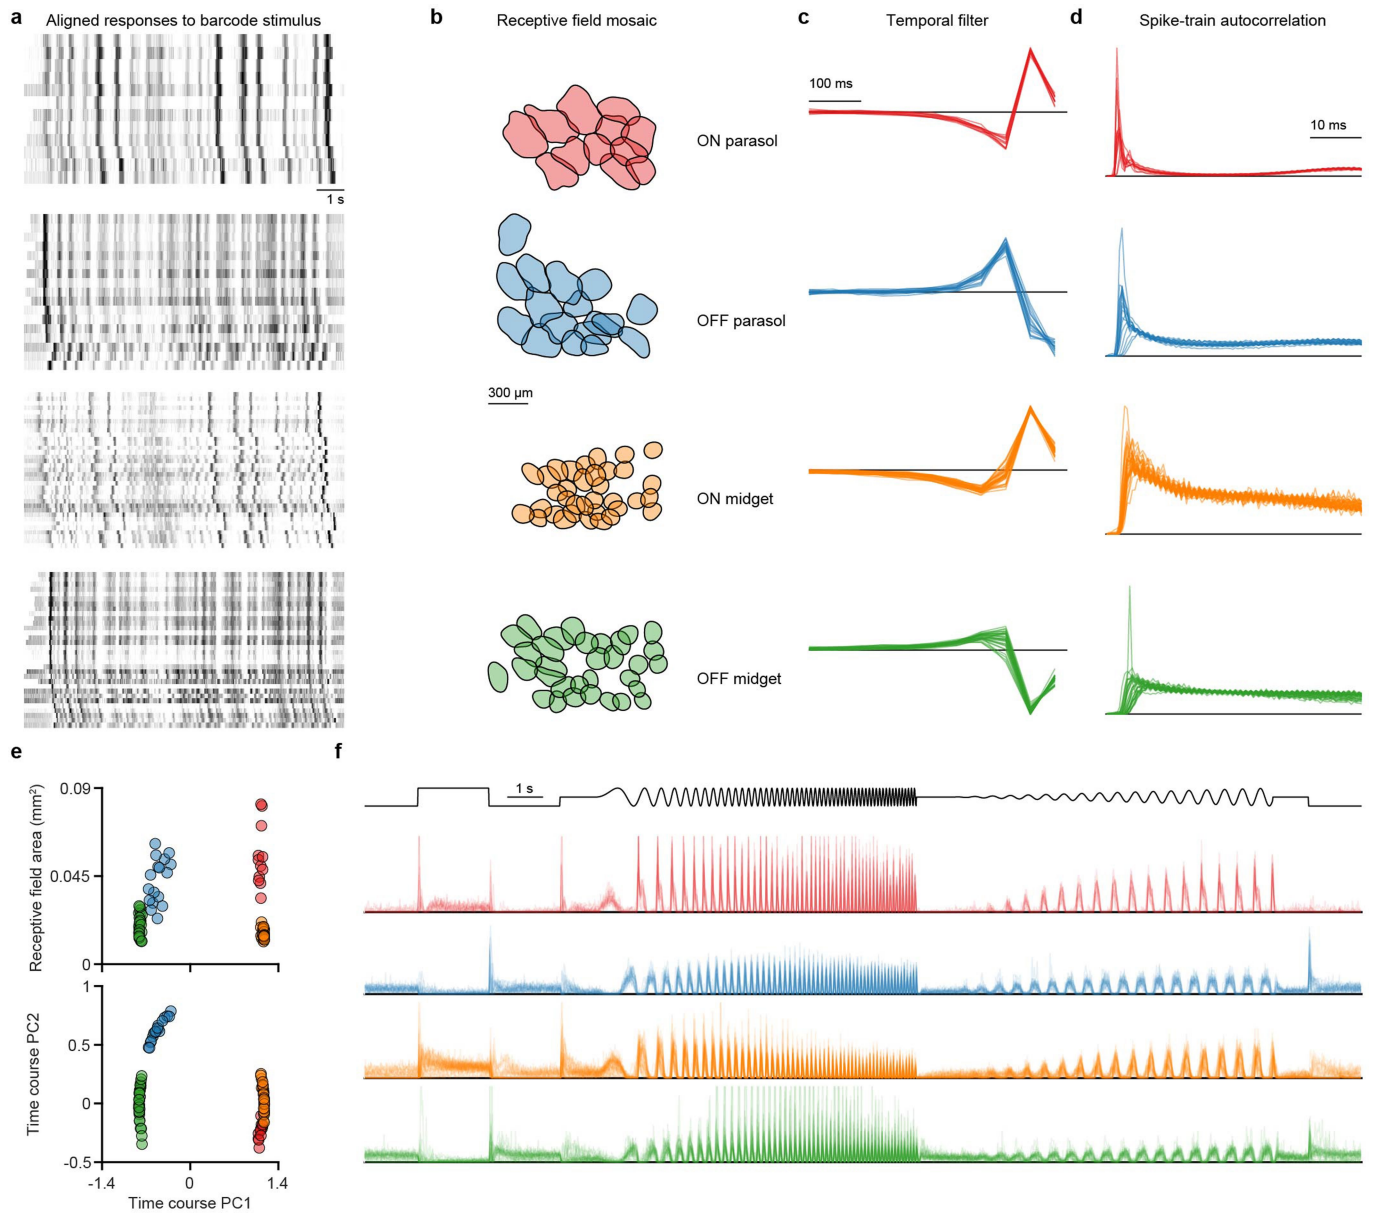 a Aligned responses to barcode stimulus
b Receptive field mosaic
c Temporal filter
d Spike-train autocorrelation
100 ms
10 ms
ON parasol
1 s
OFF parasol
300 µm
ON midget
OFF midget
e
f
0.09
0.045
0
Receptive field area (mm²)
1
0.5
0
-0.5
Time course PC2
-1.4 0 1.4
Time course PC1
1 s